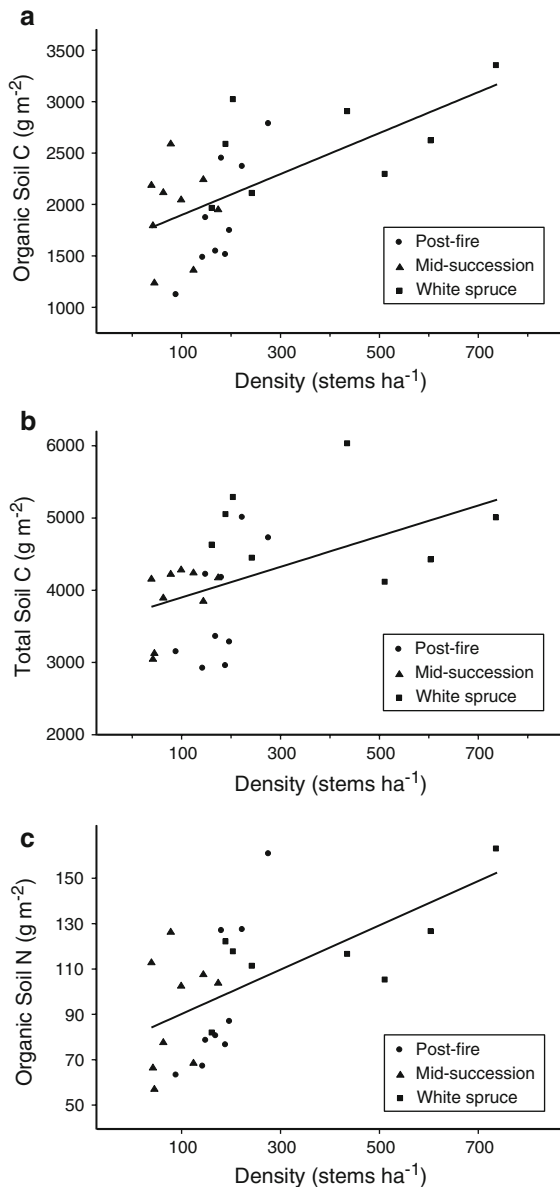 a
3500
3000
2500
2000
1500
1000
Organic Soil C (g m-2)
Post-fire
Mid-succession
White spruce
100 300 500 700
Density (stems ha-1)
b
6000
5000
4000
3000
2000
Total Soil C (g m-2)
Post-fire
Mid-succession
White spruce
100 300 500 700
Density (stems ha-1)
c
150
130
110
90
70
50
Organic Soil N (g m-2)
Post-fire
Mid-succession
White spruce
100 300 500 700
Density (stems ha-1)